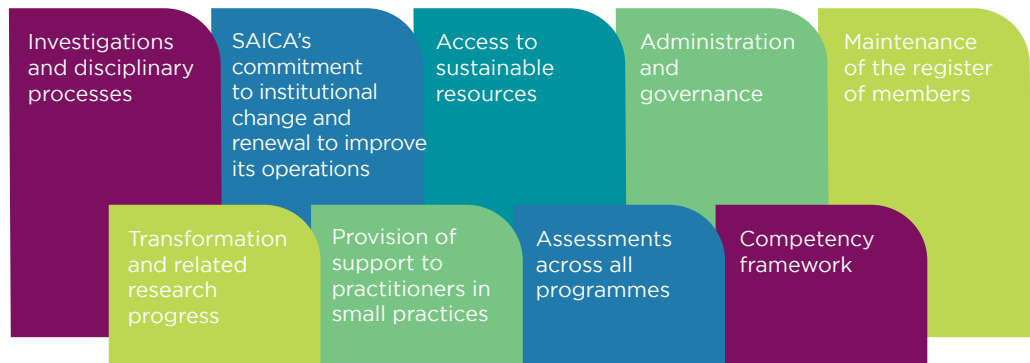 Investigations
and disciplinary
processes
SAICA's
commitment
to institutional
change and
renewal to improve
its operations
Access to
sustainable
resources
Administration
and
governance
Maintenance
of the register
of members
Transformation
and related
research
progress
Provision of
support to
practitioners in
small practices
Assessments
across all
programmes
Competency
framework